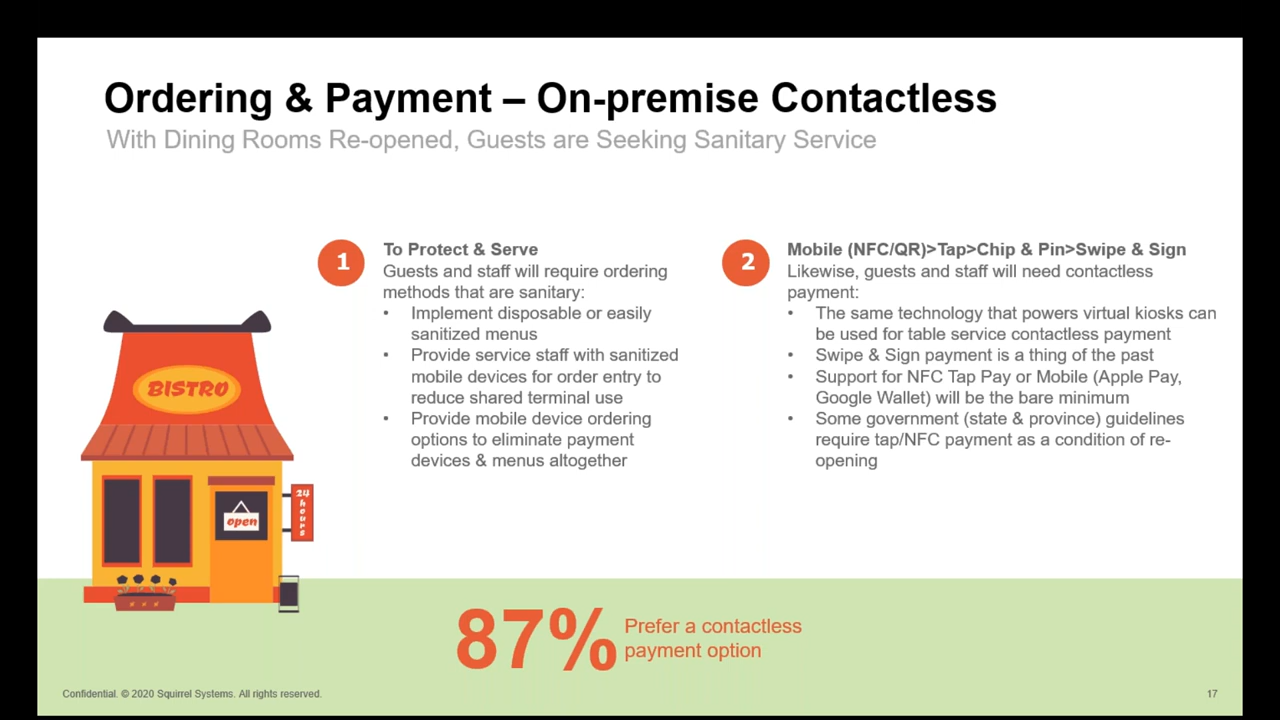 Ordering & Payment – On-premise Contactless
With Dining Rooms Re-opened, Guests are Seeking Sanitary Service
1
To Protect & Serve
Guests and staff will require ordering
methods that are sanitary:
• Implement disposable or easily
sanitized menus
• Provide service staff with sanitized
mobile devices for order entry to
reduce shared terminal use
• Provide mobile device ordering
options to eliminate payment
devices & menus altogether
2
Mobile (NFC/QR)>Tap>Chip & Pin>Swipe & Sign
Likewise, guests and staff will need contactless
payment:
• The same technology that powers virtual kiosks can
be used for table service contactless payment
• Swipe & Sign payment is a thing of the past
• Support for NFC Tap Pay or Mobile (Apple Pay,
Google Wallet) will be the bare minimum
• Some government (state & province) guidelines
require tap/NFC payment as a condition of re-
opening
BISTRO
24
hours
open
87%
Prefer a contactless
payment option
Confidential. © 2020 Squirrel Systems. All rights reserved.
17